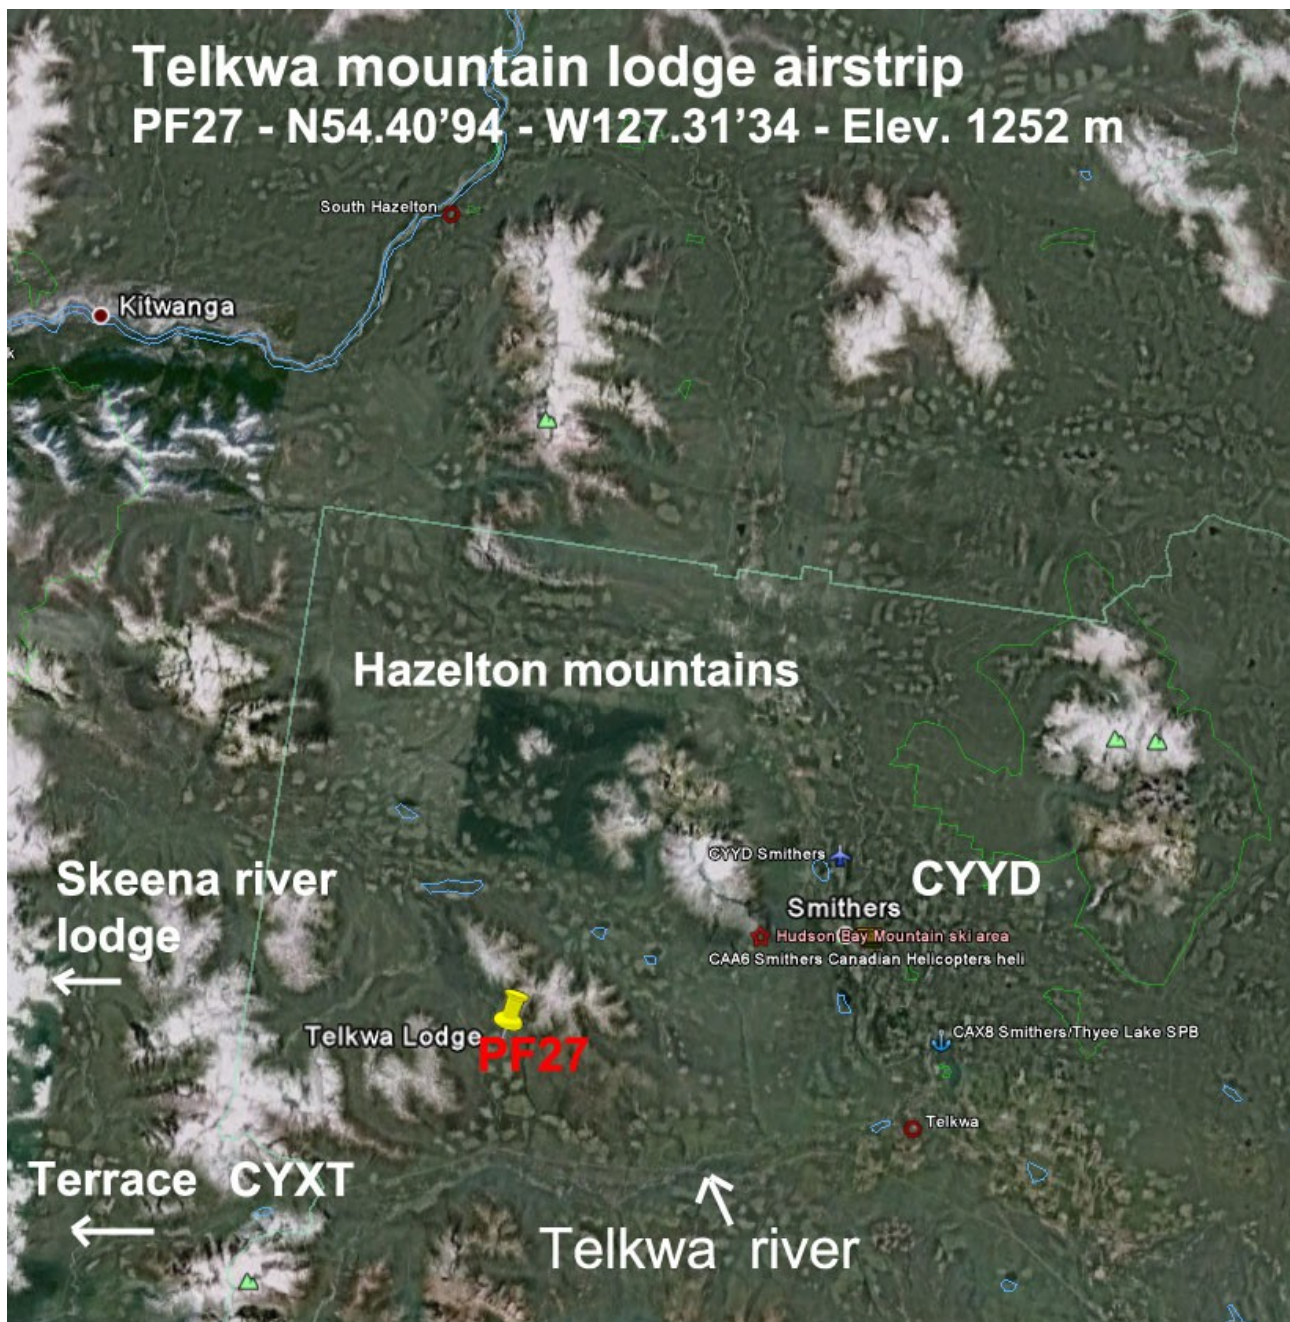 Telkwa mountain lodge airstrip
PF27 - N54.40’94 - W127.31’34 - Elev. 1252 m
South Hazelton
Kitwanga
k
Hazelton mountains
CYYD Smithers
CYYD
Skeena river
lodge
Smithers
Hudson Bay Mountain ski area
CAA6 Smithers Canadian Helicopters heli
Telkwa Lodge
PF27
CAX8 Smithers/Thyee Lake SPB
Telkwa
Terrace CYXT
Telkwa river